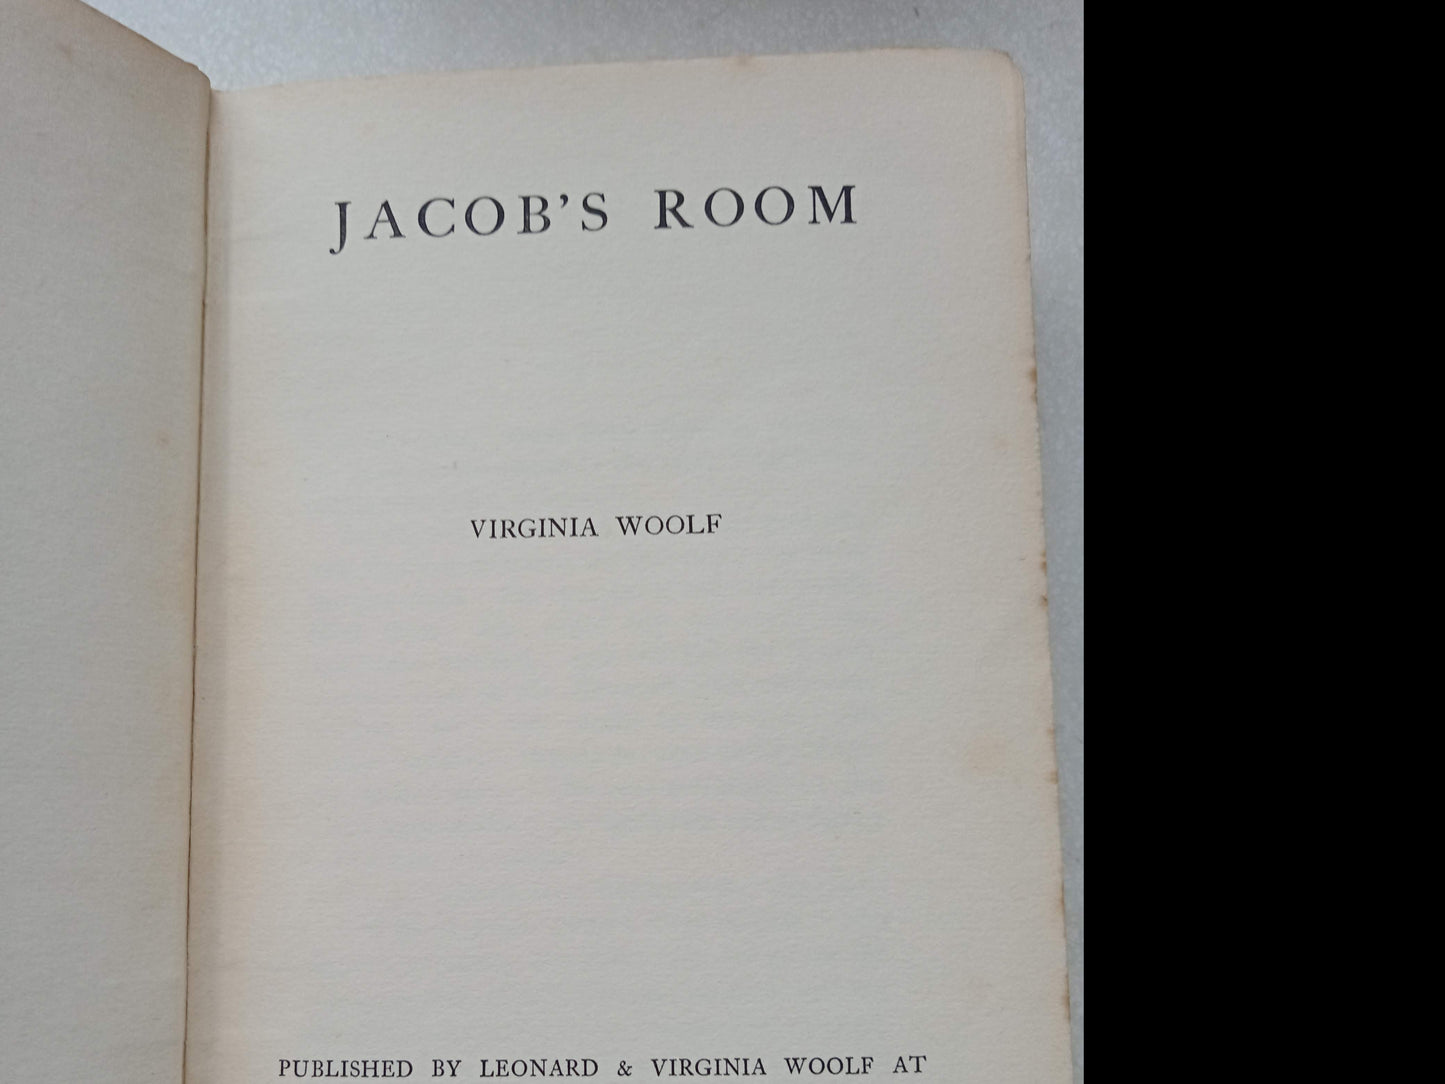 JACOB'S ROOM
VIRGINIA WOOLF
PUBLISHED BY LEONARD & VIRGINIA WOOLF AT